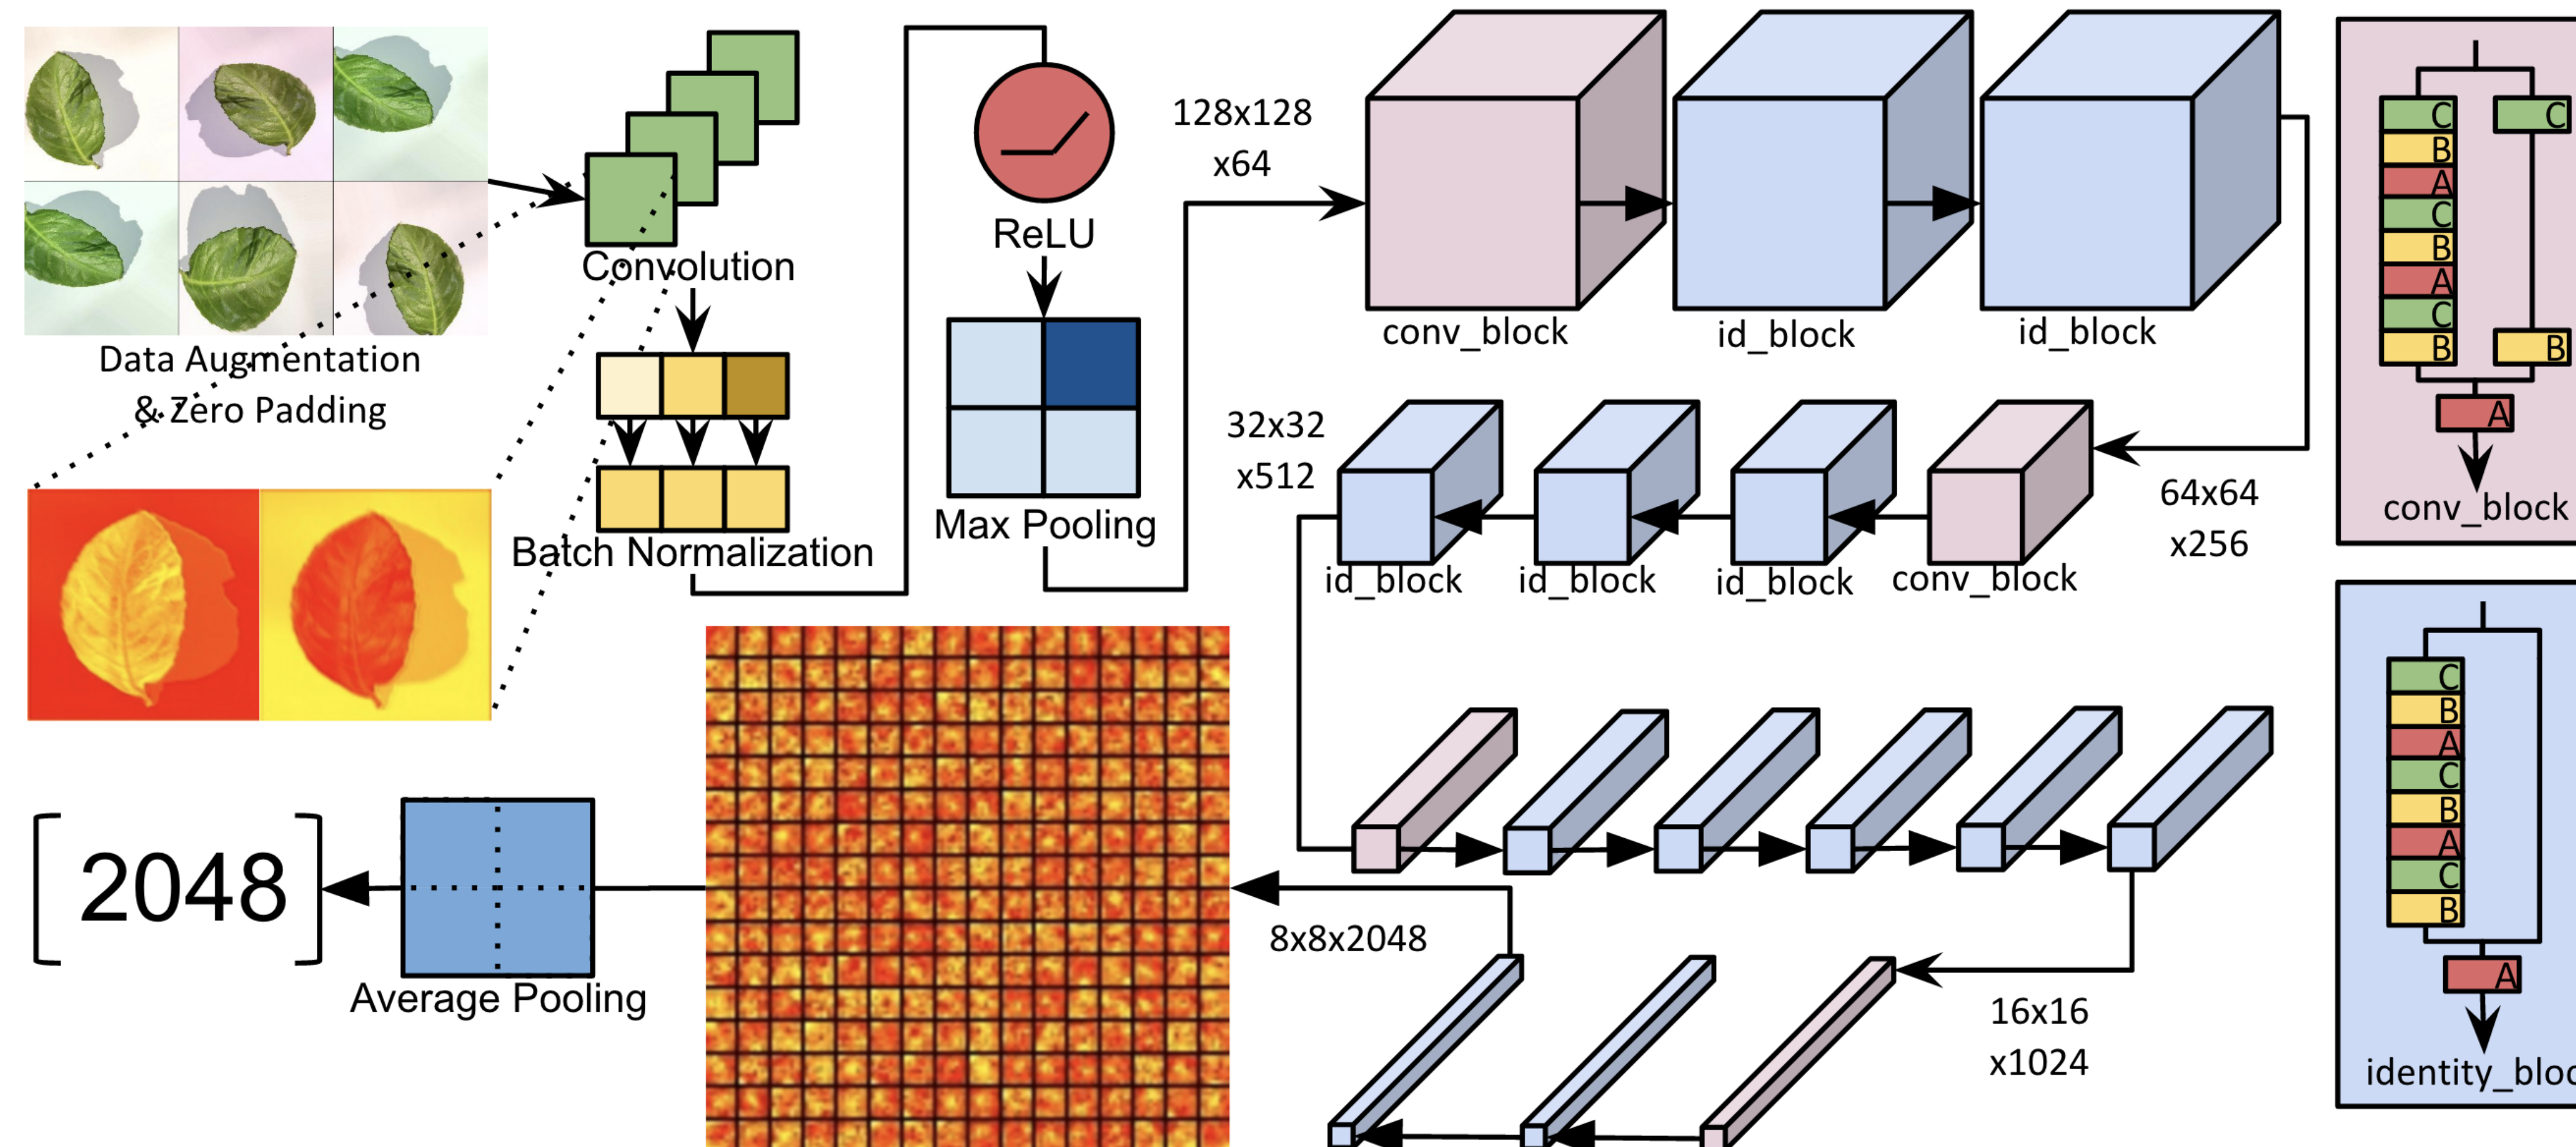 Data Augmentation
& Zero Padding
Convolution
Batch Normalization
ReLU
Max Pooling
128x128
x64
conv_block
id_block
id_block
64x64
x256
conv_block
id_block
id_block
id_block
32x32
x512
16x16
x1024
8x8x2048
Average Pooling
2048
C
B
A
C
B
A
C
B
C
B
A
conv_block
C
B
A
C
B
A
C
B
A
identity_bloc